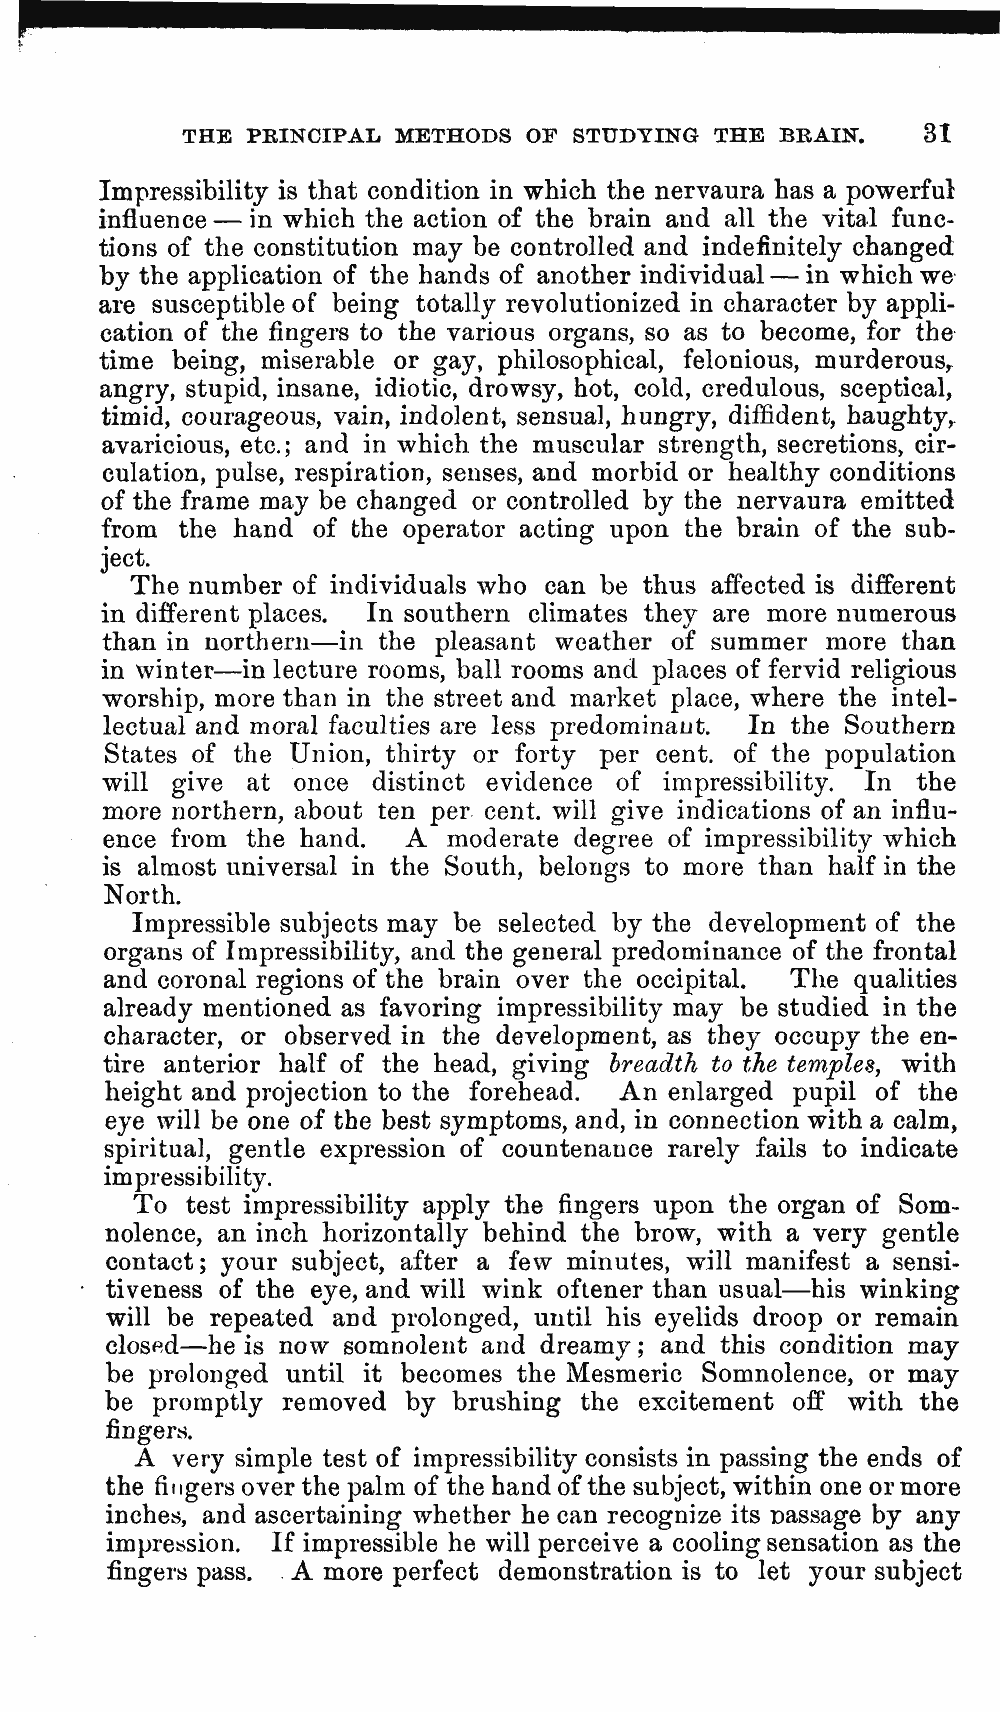 THE PRINCIPAL METHODS OF STUDYING THE BRAIN. 31
Impressibility is that condition in which the nervaura has a powerful
influence — in which the action of the brain and all the vital func-
tions of the constitution may be controlled and indefinitely changed
by the application of the hands of another individual — in which we
are susceptible of being totally revolutionized in character by appli-
cation of the fingers to the various organs, so as to become, for the
time being, miserable or gay, philosophical, felonious, murderous,
angry, stupid, insane, idiotic, drowsy, hot, cold, credulous, sceptical,
timid, courageous, vain, indolent, sensual, hungry, diffident, haughty,
avaricious, etc.; and in which the muscular strength, secretions, cir-
culation, pulse, respiration, senses, and morbid or healthy conditions
of the frame may be changed or controlled by the nervaura emitted
from the hand of the operator acting upon the brain of the sub-
ject.
The number of individuals who can be thus affected is different
in different places. In southern climates they are more numerous
than in northern—in the pleasant weather of summer more than
in winter—in lecture rooms, ball rooms and places of fervid religious
worship, more than in the street and market place, where the intel-
lectual and moral faculties are less predominant. In the Southern
States of the Union, thirty or forty per cent. of the population
will give at once distinct evidence of impressibility. In the
more northern, about ten per cent. will give indications of an influ-
ence from the hand. A moderate degree of impressibility which
is almost universal in the South, belongs to more than half in the
North.
Impressible subjects may be selected by the development of the
organs of Impressibility, and the general predominance of the frontal
and coronal regions of the brain over the occipital. The qualities
already mentioned as favoring impressibility may be studied in the
character, or observed in the development, as they occupy the en-
tire anterior half of the head, giving breadth to the temples, with
height and projection to the forehead. An enlarged pupil of the
eye will be one of the best symptoms, and, in connection with a calm,
spiritual, gentle expression of countenance rarely fails to indicate
impressibility.
To test impressibility apply the fingers upon the organ of Som-
nolence, an inch horizontally behind the brow, with a very gentle
contact; your subject, after a few minutes, will manifest a sensi-
tiveness of the eye, and will wink oftener than usual—his winking
will be repeated and prolonged, until his eyelids droop or remain
closed—he is now somnolent and dreamy; and this condition may
be prolonged until it becomes the Mesmeric Somnolence, or may
be promptly removed by brushing the excitement off with the
fingers.
A very simple test of impressibility consists in passing the ends of
the fingers over the palm of the hand of the subject, within one or more
inches, and ascertaining whether he can recognize its passage by any
impression. If impressible he will perceive a cooling sensation as the
fingers pass. A more perfect demonstration is to let your subject